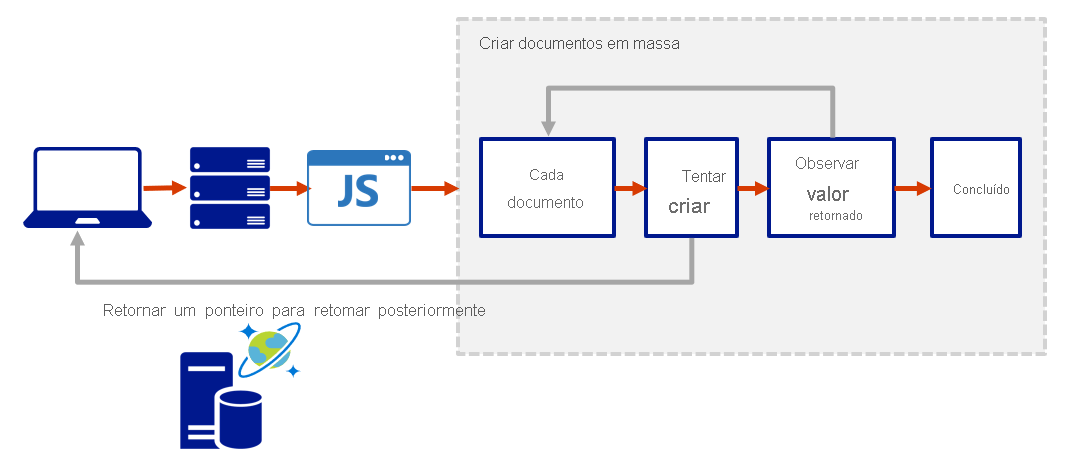 Criar documentos em massa
Cada
documento
Tentar
criar
Observar
valor
retornado
Concluído
JS
Retornar um ponteiro para retomar posteriormente